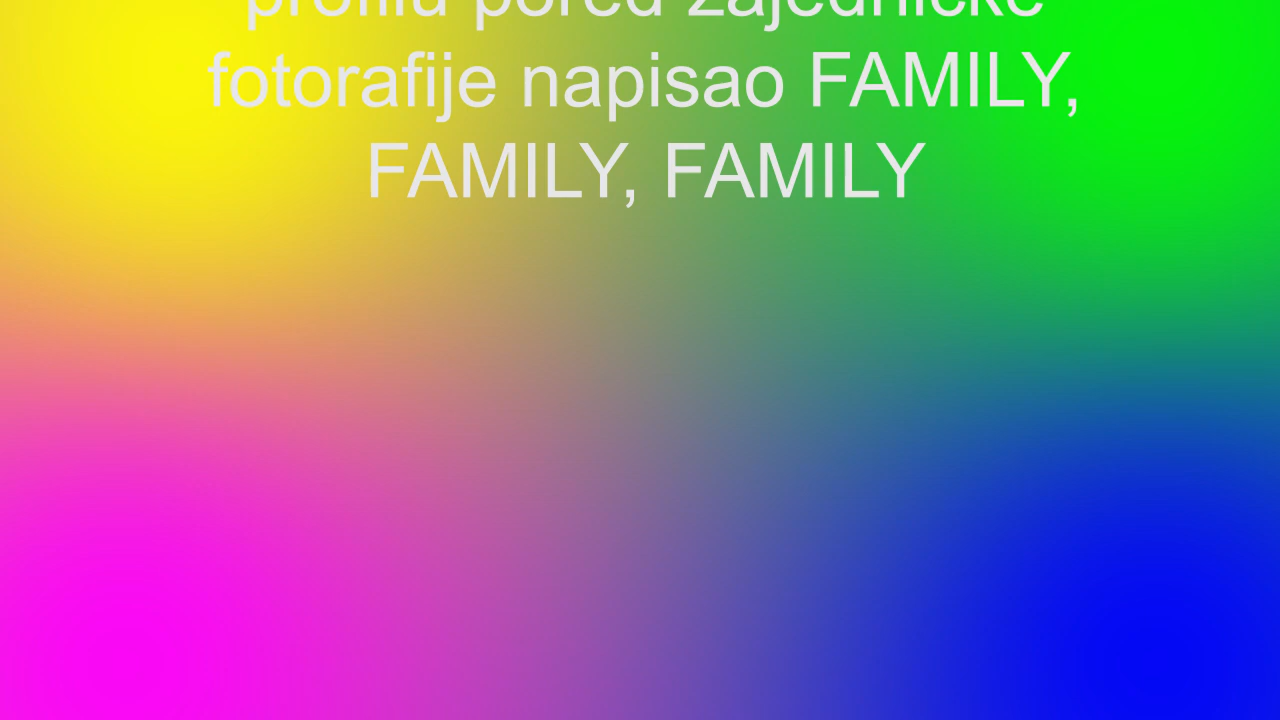 profilu pored zajedničke
fotorafije napisao FAMILY,
FAMILY, FAMILY